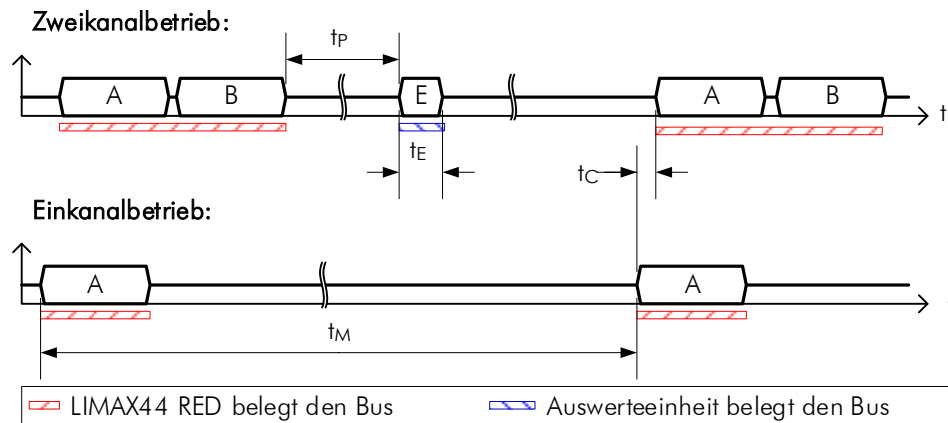 Zweikanalbetrieb:
tP
A
B
E
A
B
t
tE
tC
Einkanalbetrieb:
A
A
tM
LIMAX44 RED belegt den Bus
Auswerteeinheit belegt den Bus